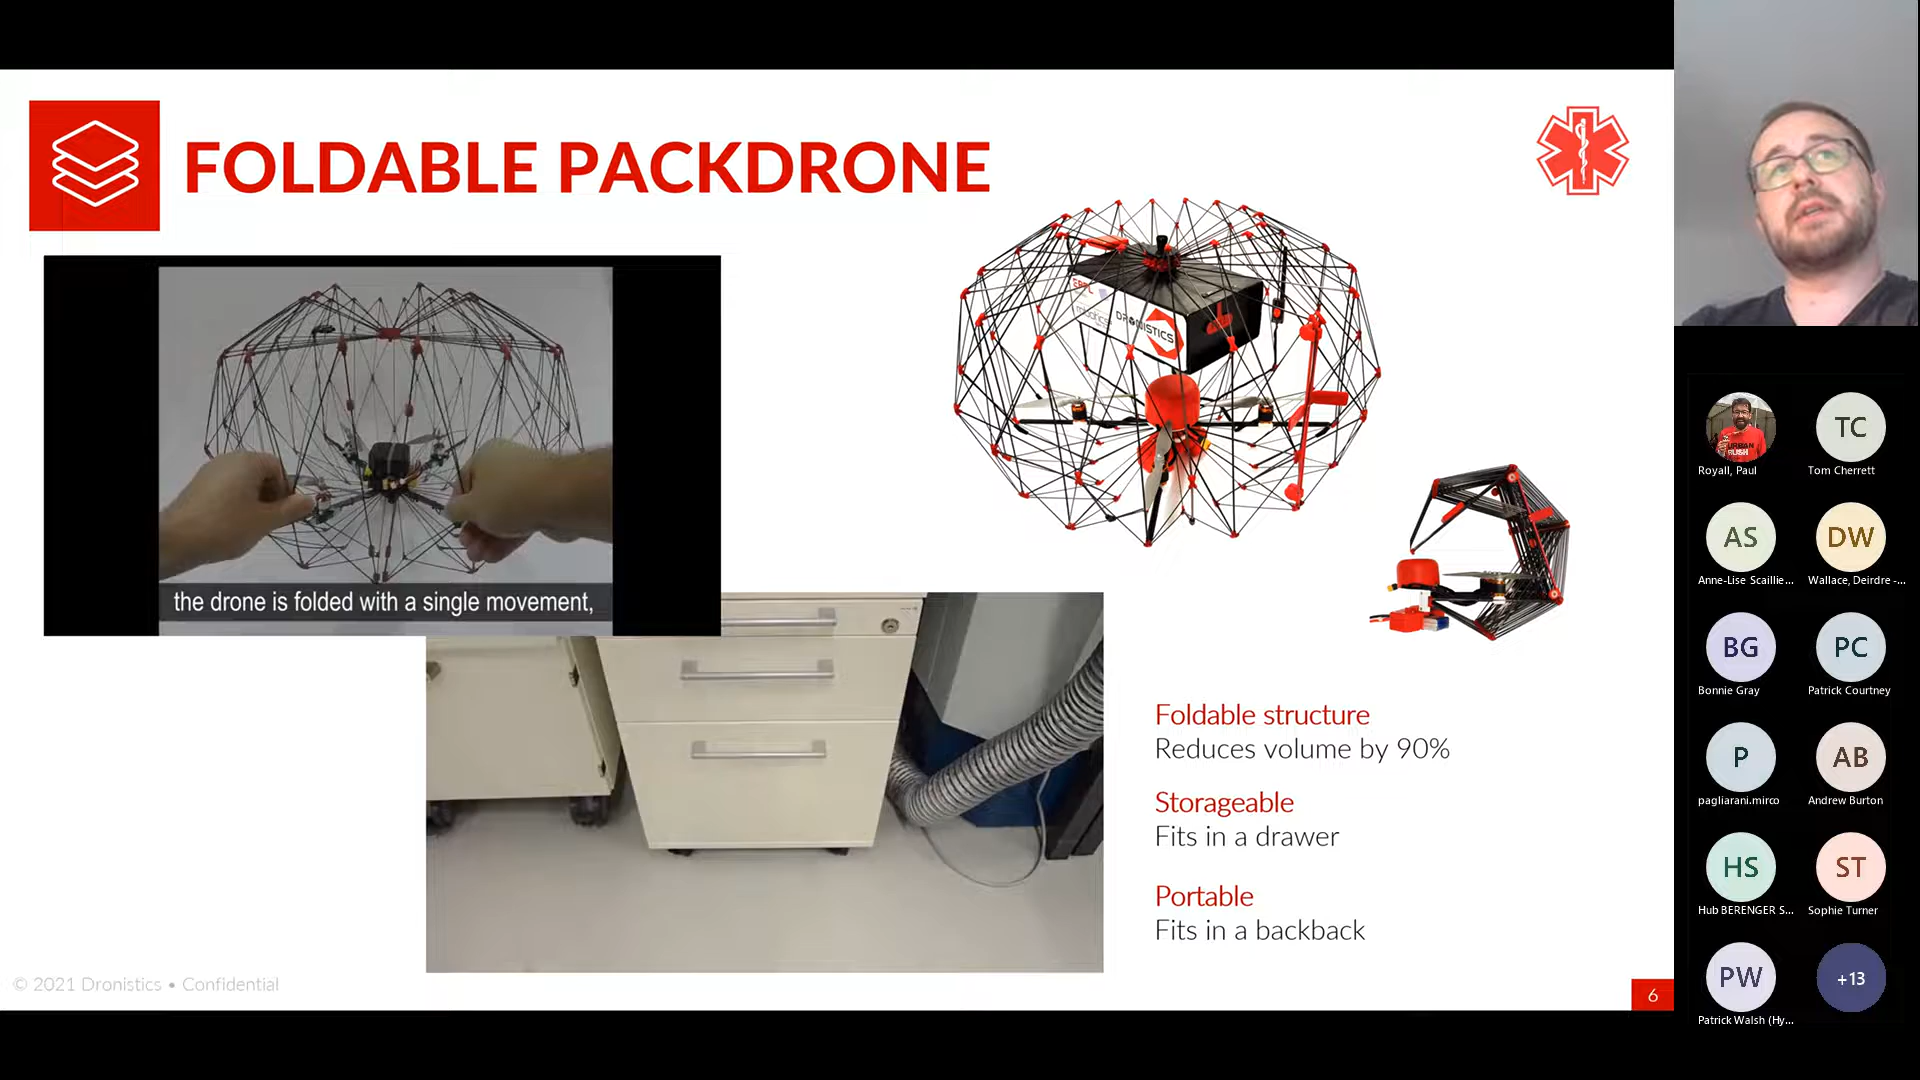 FOLDABLE PACKDRONE
DRONISTICS
the drone is folded with a single movement,
Foldable structure
Reduces volume by 90%
Storageable
Fits in a drawer
Portable
Fits in a backback
© 2021 Dronistics • Confidential
6
Royall, Paul
TC
Tom Cherrett
AS
Anne-Lise Scaillie...
DW
Wallace, Deirdre -...
BG
Bonnie Gray
PC
Patrick Courtney
P
pagliarani.mirco
AB
Andrew Burton
HS
Hub BERENGER S...
ST
Sophie Turner
PW
Patrick Walsh (Hy...
+13